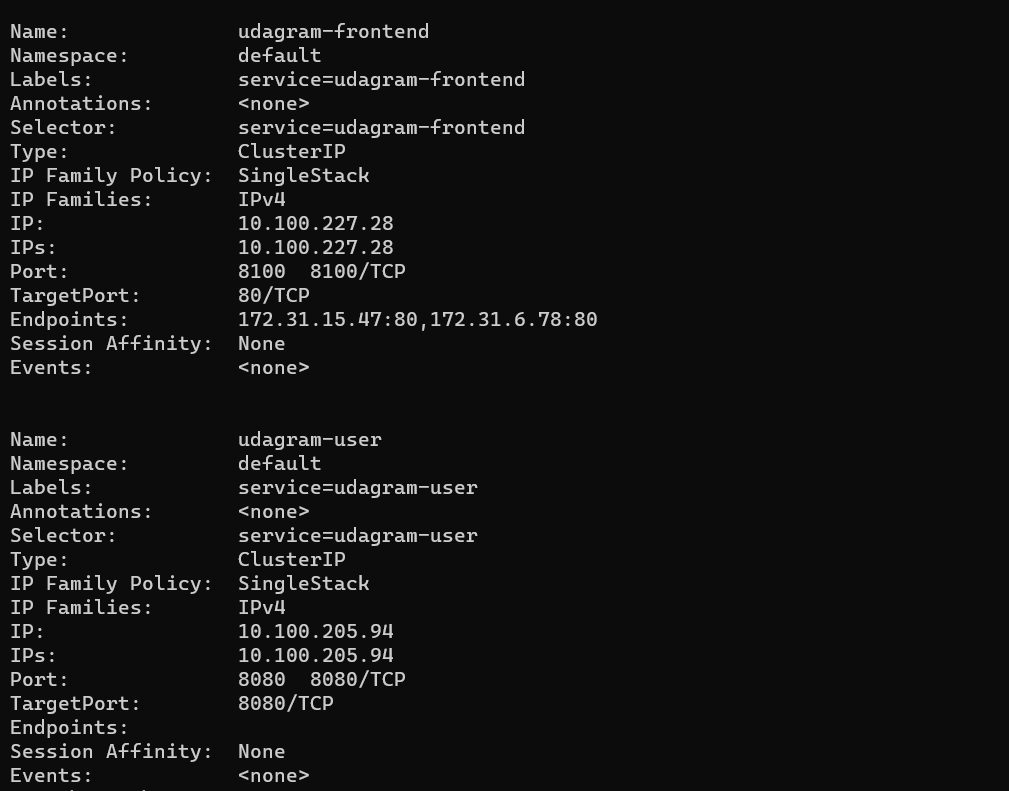 Name:              udagram-frontend
Namespace:         default
Labels:            service=udagram-frontend
Annotations:       <none>
Selector:          service=udagram-frontend
Type:              ClusterIP
IP Family Policy:  SingleStack
IP Families:       IPv4
IP:                10.100.227.28
IPs:               10.100.227.28
Port:              8100  8100/TCP
TargetPort:        80/TCP
Endpoints:         172.31.15.47:80,172.31.6.78:80
Session Affinity:  None
Events:            <none>
Name:              udagram-user
Namespace:         default
Labels:            service=udagram-user
Annotations:       <none>
Selector:          service=udagram-user
Type:              ClusterIP
IP Family Policy:  SingleStack
IP Families:       IPv4
IP:                10.100.205.94
IPs:               10.100.205.94
Port:              8080  8080/TCP
TargetPort:        8080/TCP
Endpoints:
Session Affinity:  None
Events:            <none>